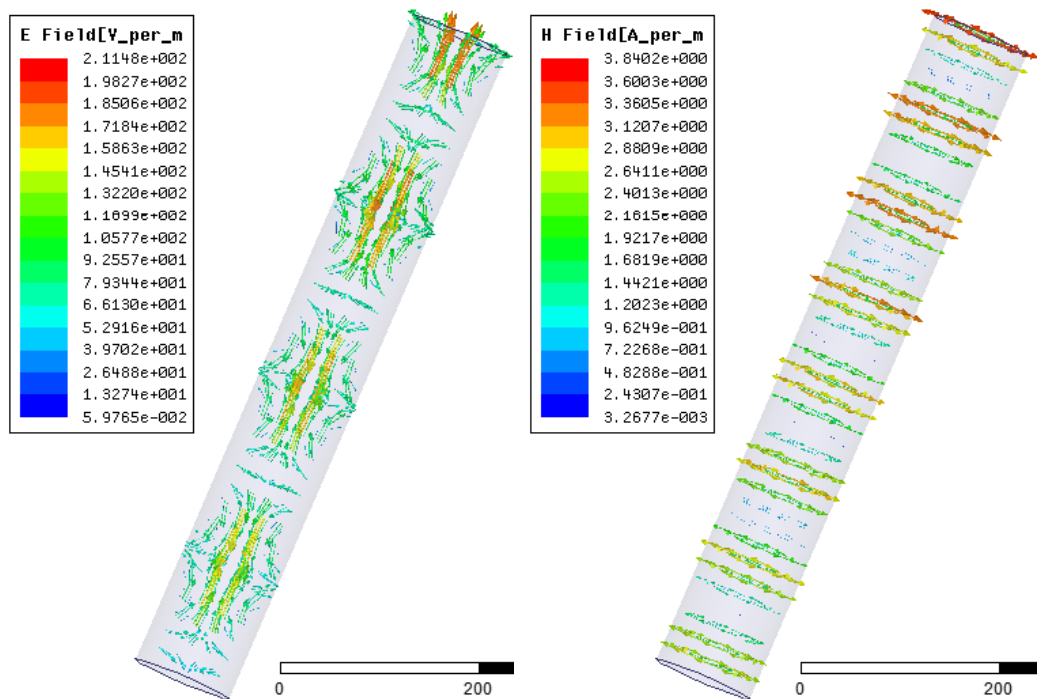 E Field[V_per_m
2.1148e+002
1.9827e+002
1.8506e+002
1.7184e+002
1.5863e+002
1.4541e+002
1.3220e+002
1.1899e+002
1.0577e+002
9.2557e+001
7.9344e+001
6.6130e+001
5.2916e+001
3.9702e+001
2.6488e+001
1.3274e+001
5.9765e-002
0
200
H Field[A_per_m
3.8402e+000
3.6003e+000
3.3605e+000
3.1207e+000
2.8809e+000
2.6411e+000
2.4013e+000
2.1615e+000
1.9217e+000
1.6819e+000
1.4421e+000
1.2023e+000
9.6249e-001
7.2268e-001
4.8288e-001
2.4307e-001
3.2677e-003
0
200